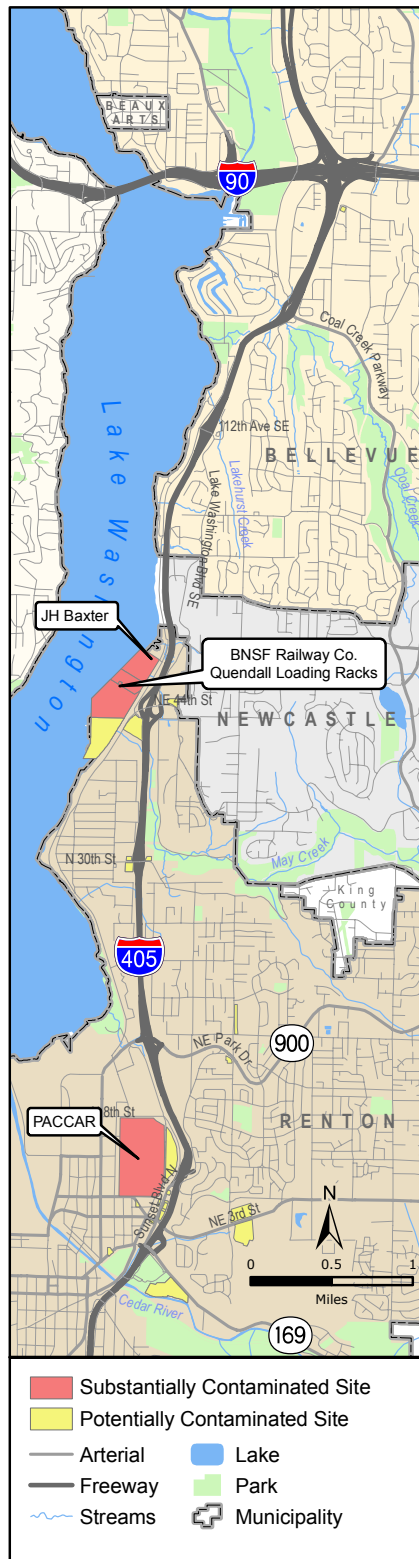 BEAUX
ARTS
90
Coal Creek Parkway
112th Ave SE
BELLEVUE
Lake Washington
Lakehurst Creek
Coal Creek
Lake Washington Blvd SE
JH Baxter
BNSF Railway Co.
Quendall Loading Racks
NE 44th St
NEWCASTLE
N 30th St
May Creek
King
County
405
NE Park Dr
900
8th St
RENTON
PACCAR
Sunset Blvd N
NE 3rd St
N
0 0.5 1
Miles
Cedar River
169
Substantially Contaminated Site
Potentially Contaminated Site
Arterial
Lake
Freeway
Park
Streams
Municipality